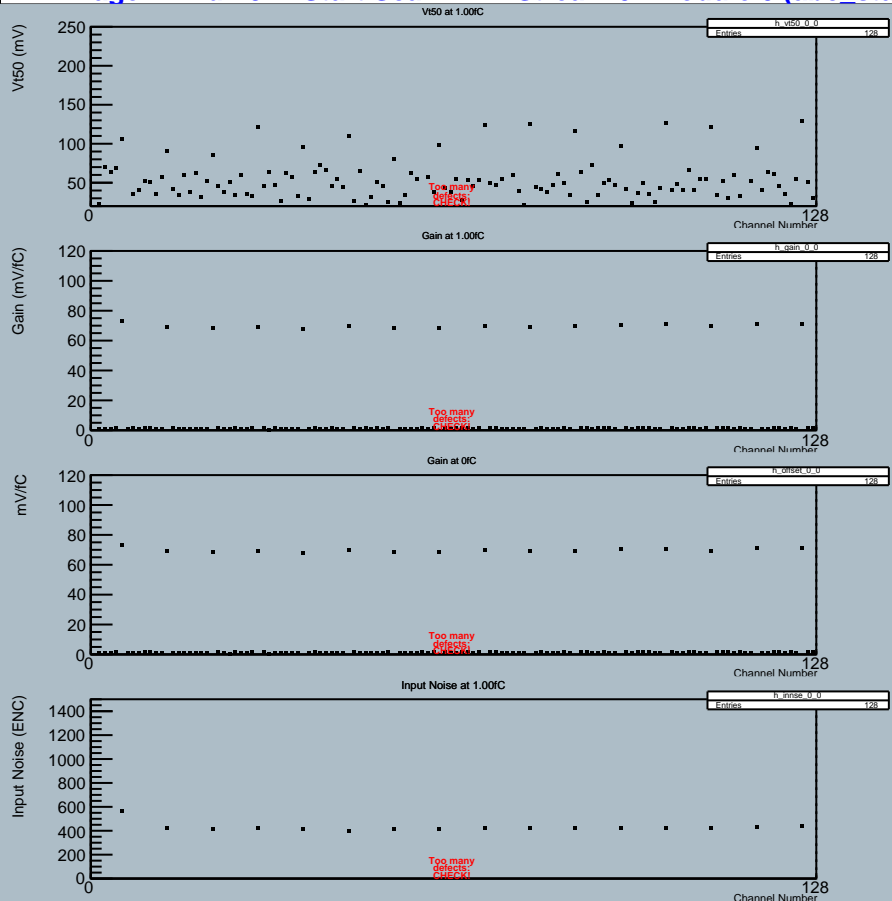 Vt50 at 1.00fC
h_vt50_0_0
Entries 128
Vt50 (mV)
250
200
150
100
50
Too many
defects:
CHECK!
0
128
Channel Number
Gain at 1.00fC
h_gain_0_0
Entries 128
Gain (mV/fC)
120
100
80
60
40
20
0
Too many
defects:
CHECK!
0
128
Channel Number
Gain at 0fC
h_offset_0_0
Entries 128
mV/fC
120
100
80
60
40
20
0
Too many
defects:
CHECK!
0
128
Channel Number
Input Noise at 1.00fC
h_innse_0_0
Entries 128
Input Noise (ENC)
1400
1200
1000
800
600
400
200
0
Too many
defects:
CHECK!
0
128
Channel Number